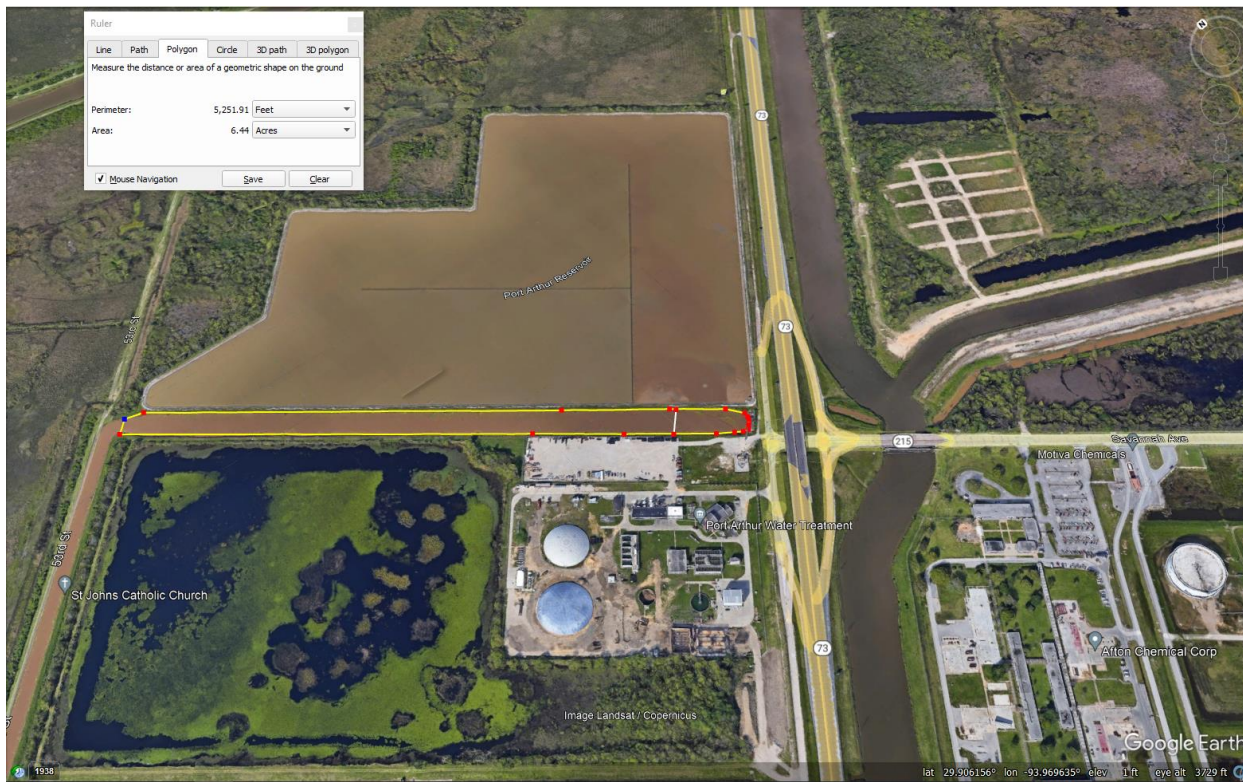 Ruler
Line Path Polygon Circle 3D path 3D polygon
Measure the distance or area of a geometric shape on the ground
Perimeter: 5,251.91 Feet
Area: 6.44 Acres
Mouse Navigation Save Clear
N
73
Port Arthur Reservoir
53rd St
73
215
Savannah Ave
Motiva Chemicals
Port Arthur Water Treatment
53rd St
St Johns Catholic Church
73
Afton Chemical Corp
Image Landsat / Copernicus
Google Earth
1938
lat 29.906156° lon -93.969635° elev 1 ft eye alt 3729 ft